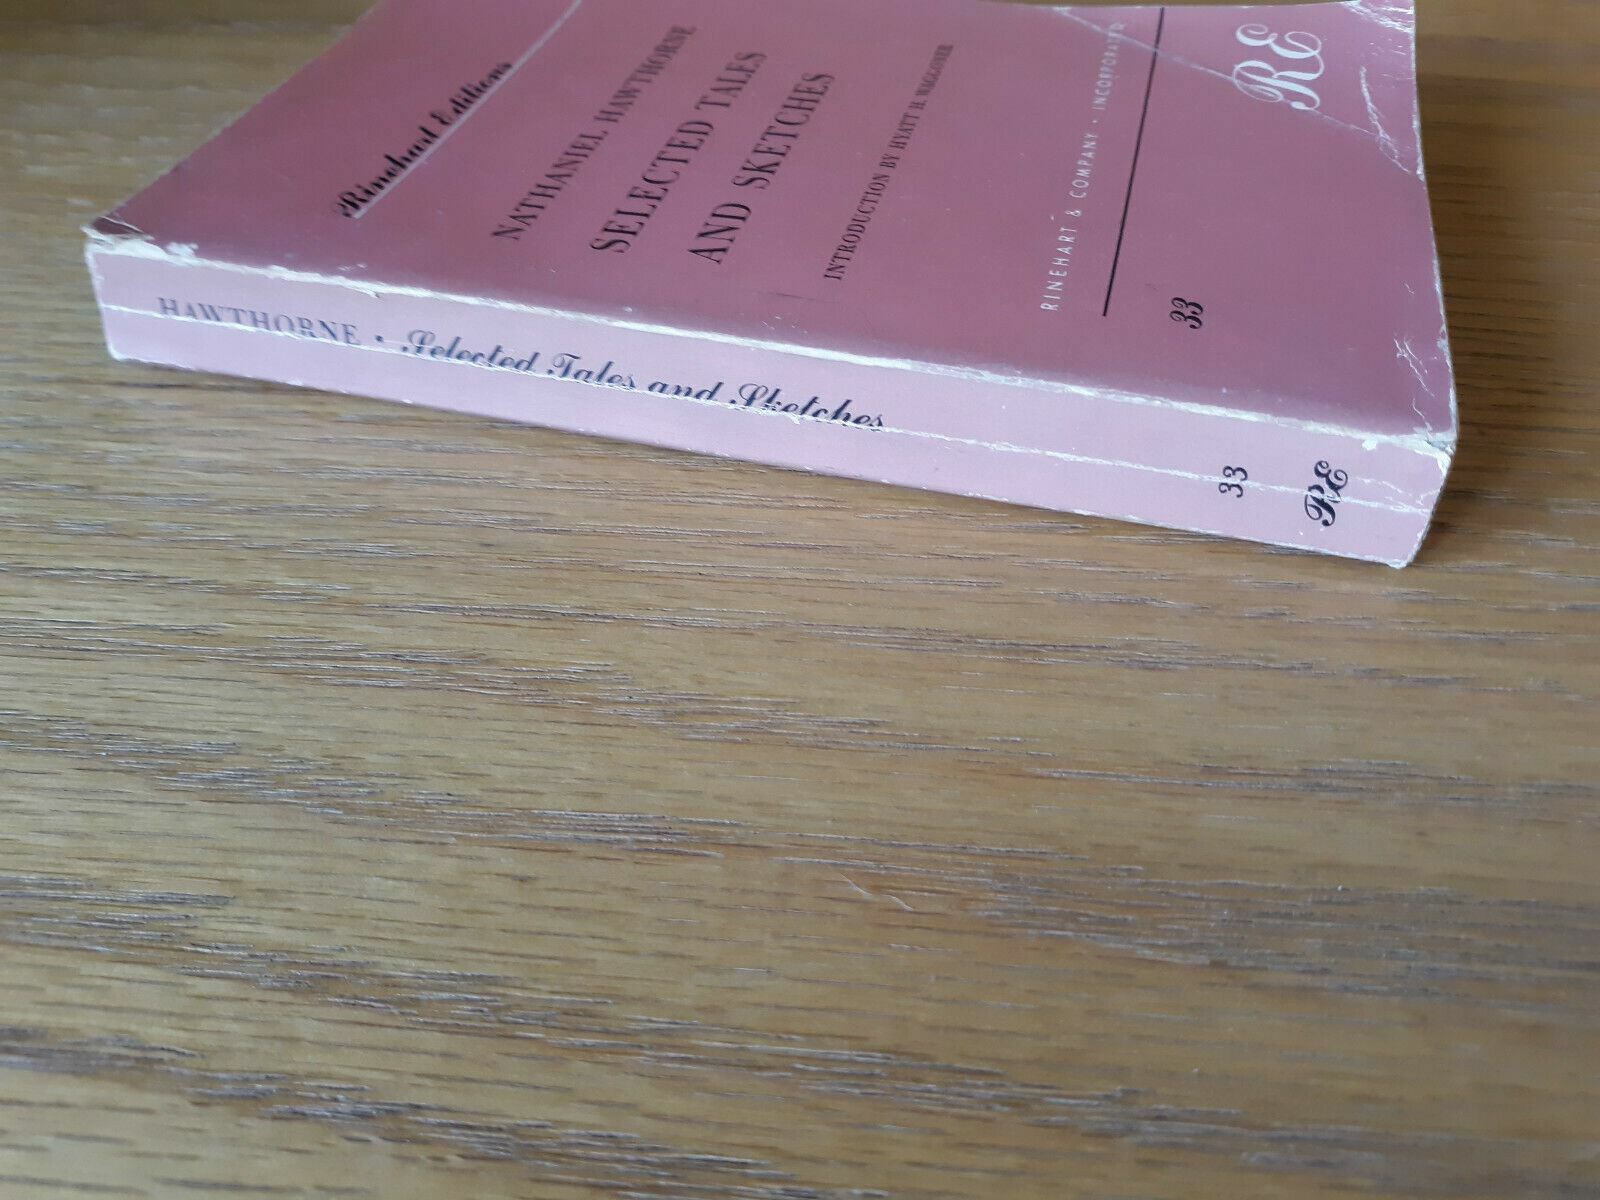 Rinehart Editions
NATHANIEL HAWTHORNE
SELECTED TALES
AND SKETCHES
INTRODUCTION BY HYATT H. WAGGONER
RINEHART & COMPANY · INCORPORATED
33
RE
HAWTHORNE · Selected Tales and Sketches
33
RE